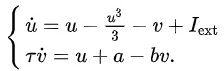 u̇ = u − u³/3 − v + I_ext
τv̇ = u + a − bv.